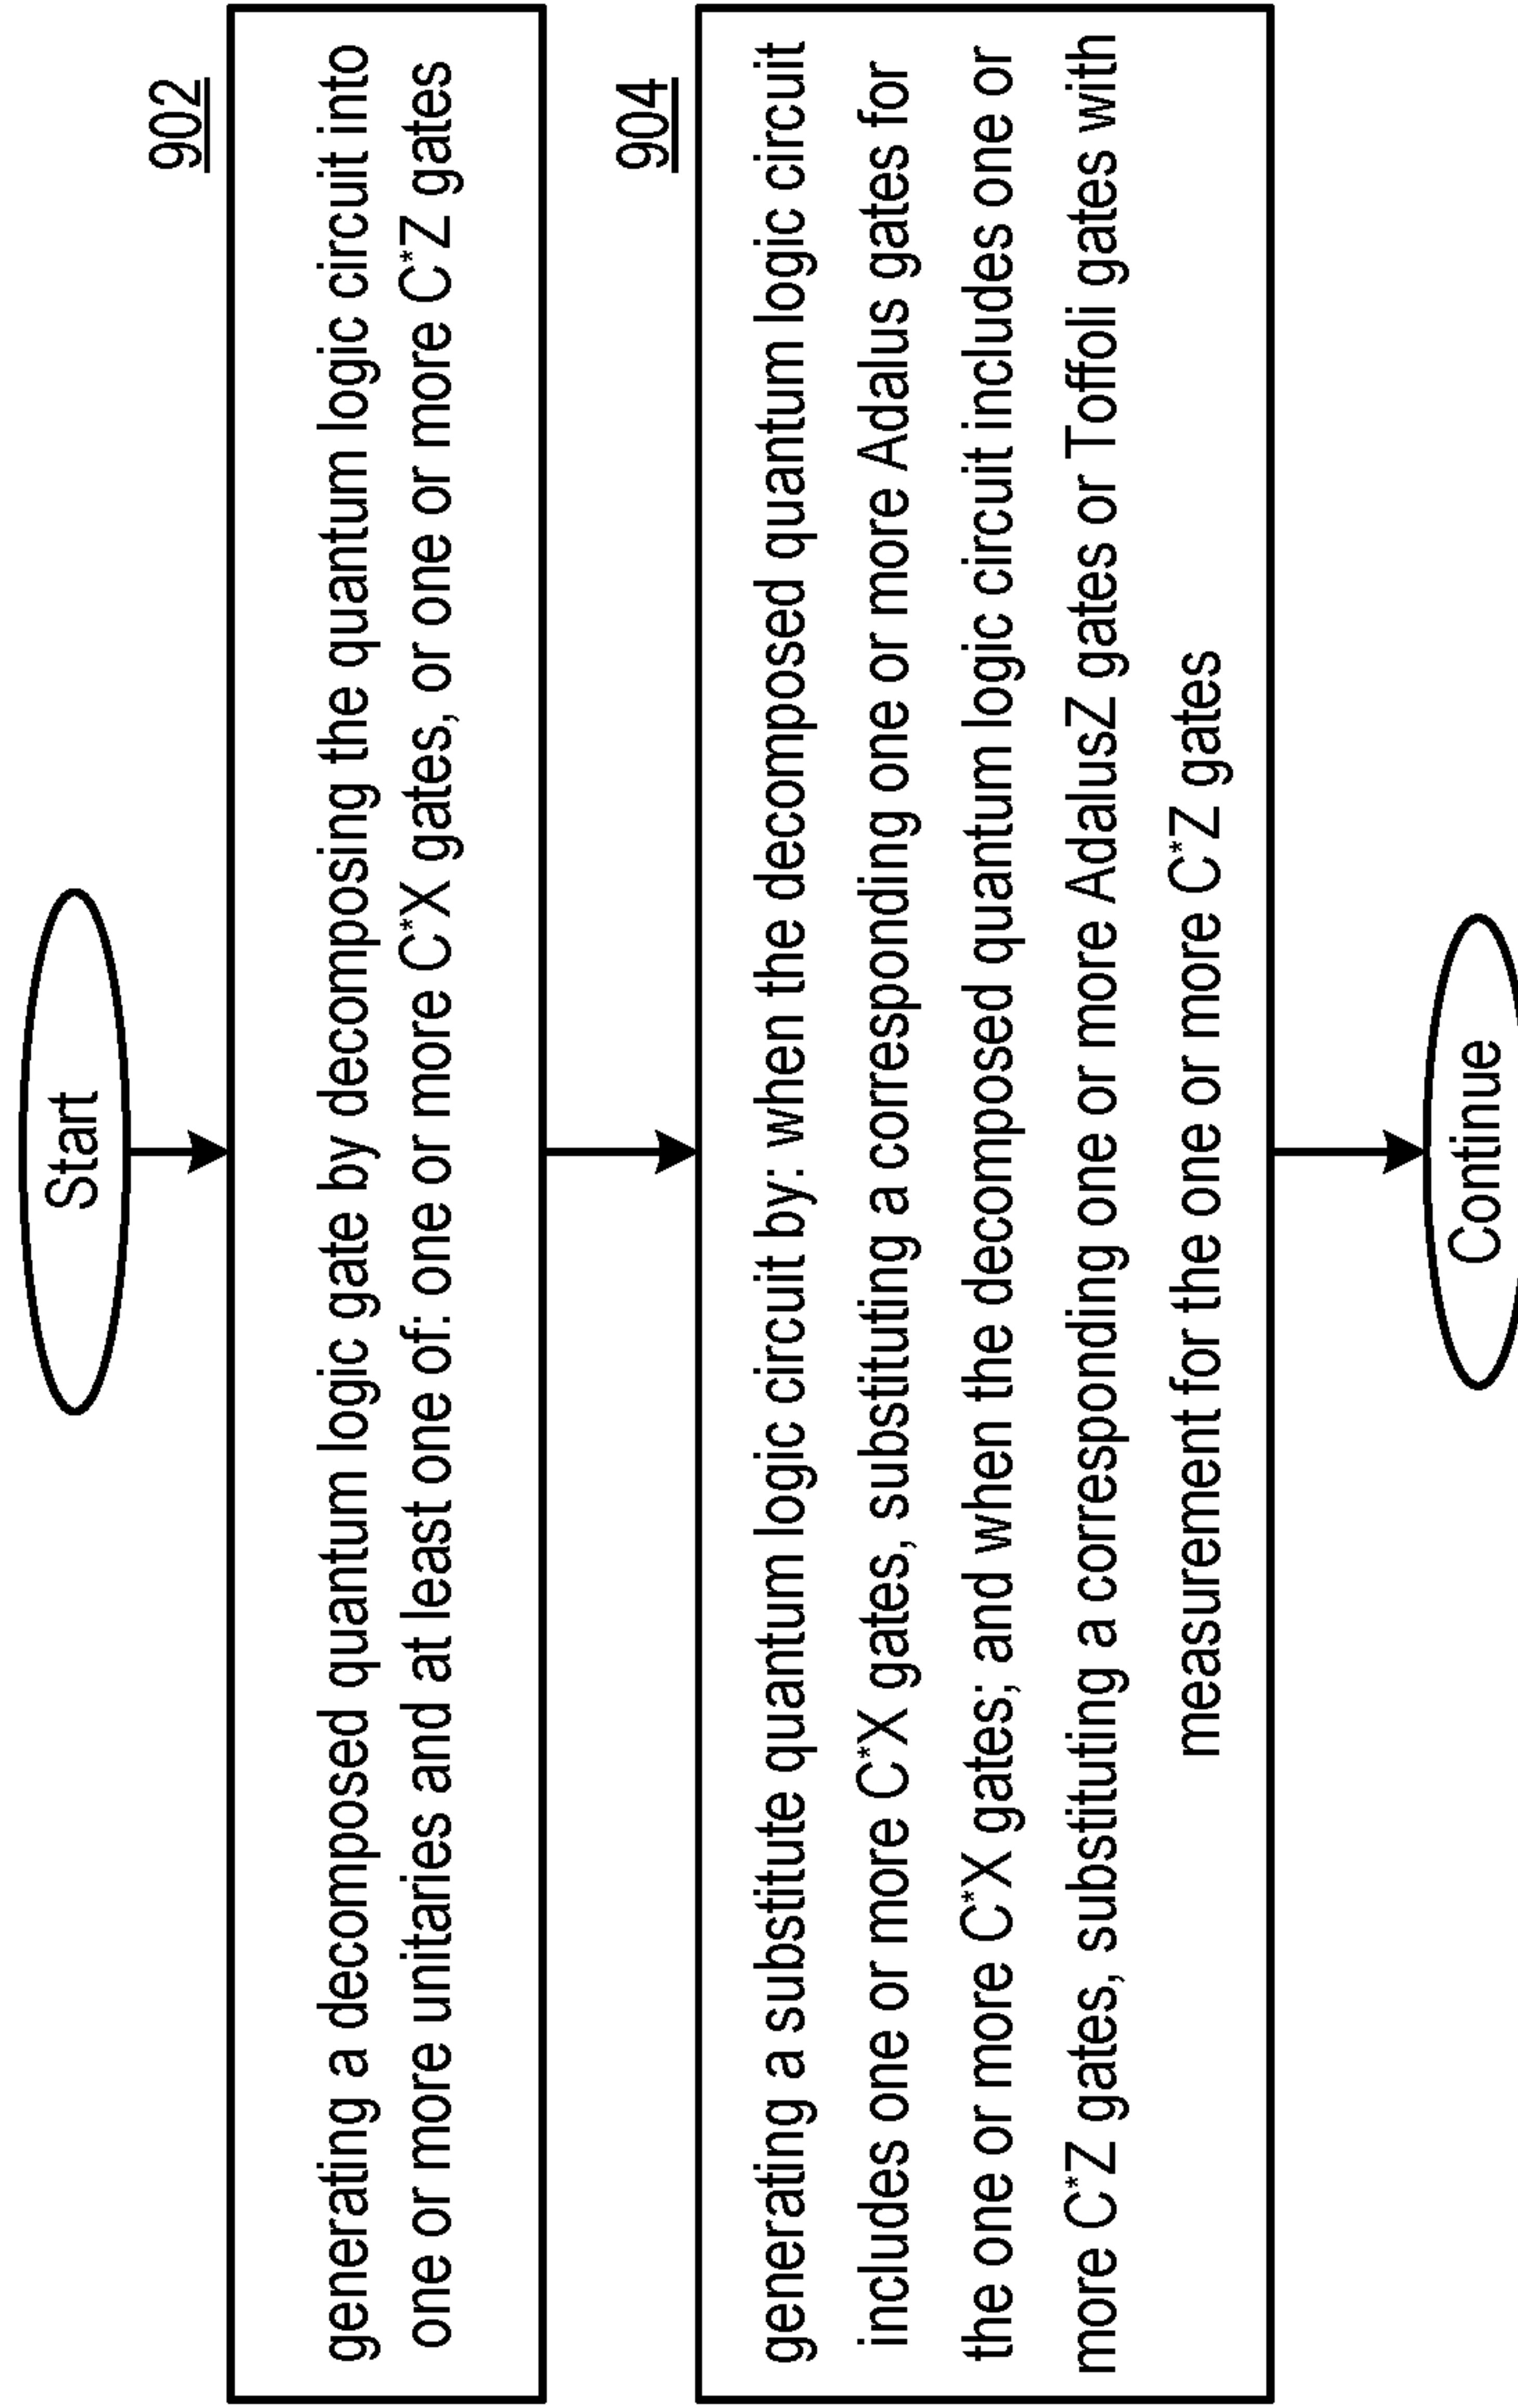 Start
902
generating a decomposed quantum logic gate by decomposing the quantum logic circuit into
one or more unitaries and at least one of: one or more C*X gates, or one or more C*Z gates
904
generating a substitute quantum logic circuit by: when the decomposed quantum logic circuit
includes one or more C*X gates, substituting a corresponding one or more Adalus gates for
the one or more C*X gates; and when the decomposed quantum logic circuit includes one or
more C*Z gates, substituting a corresponding one or more AdalusZ gates or Toffoli gates with
measurement for the one or more C*Z gates
Continue